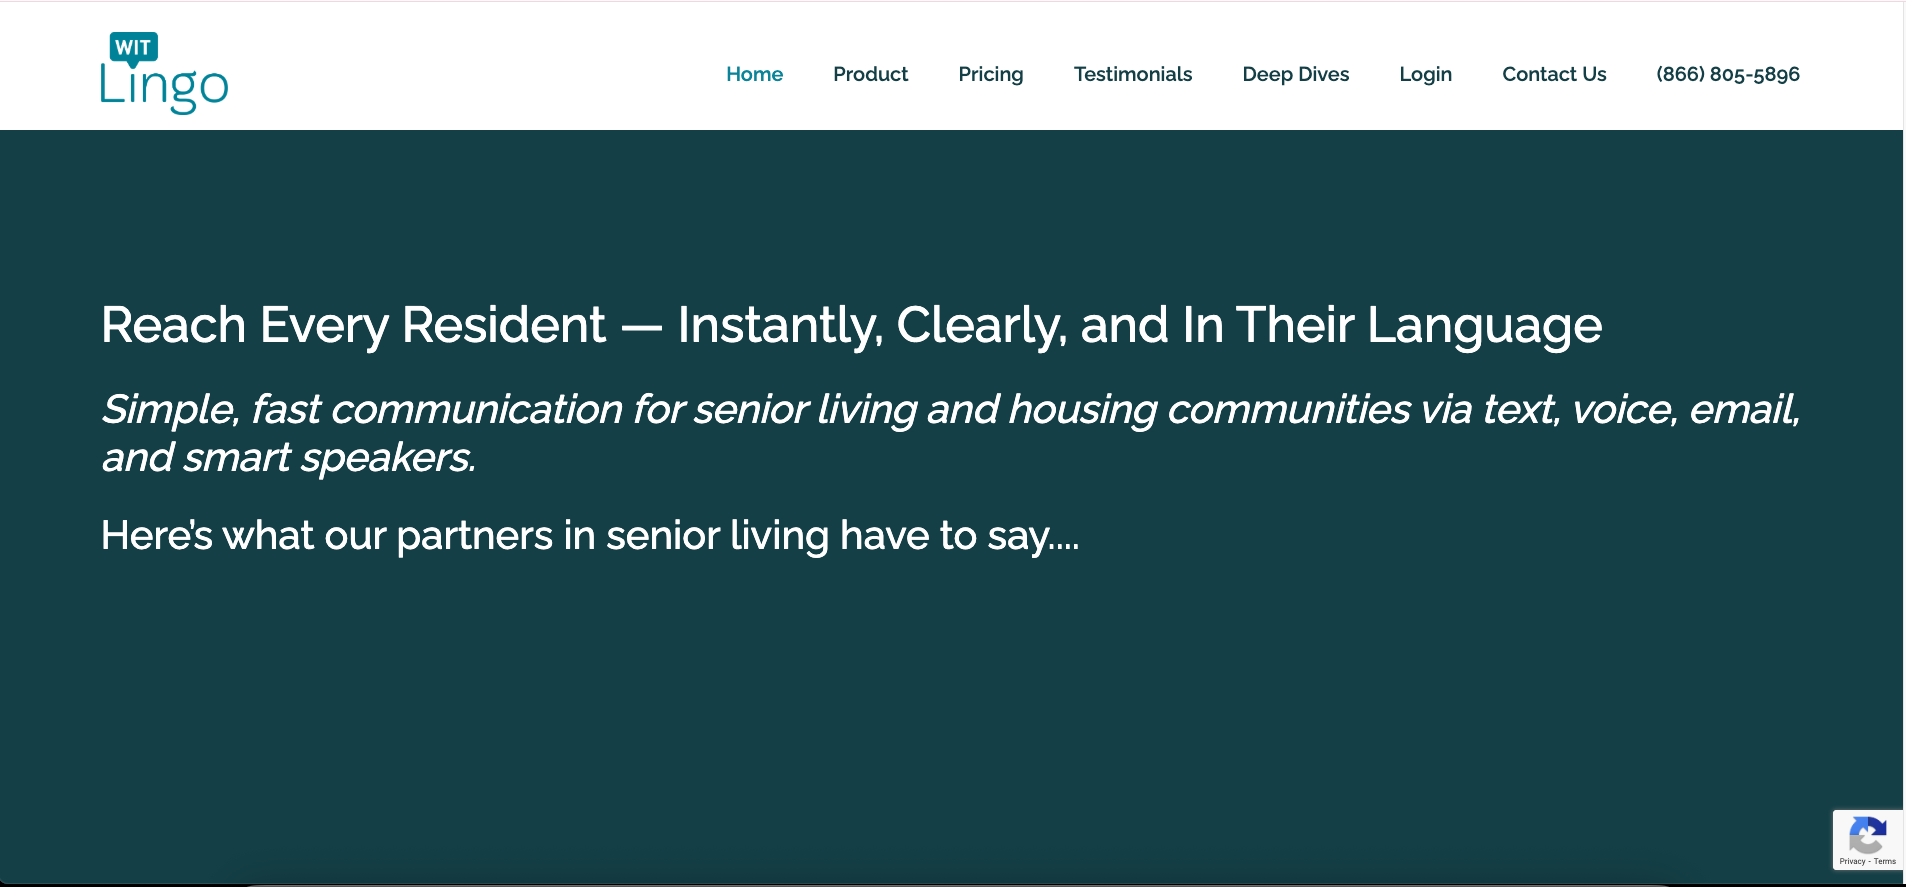 WIT
Lingo
Home
Product
Pricing
Testimonials
Deep Dives
Login
Contact Us
(866) 805-5896
Reach Every Resident — Instantly, Clearly, and In Their Language
Simple, fast communication for senior living and housing communities via text, voice, email,
and smart speakers.
Here’s what our partners in senior living have to say....
Privacy - Terms